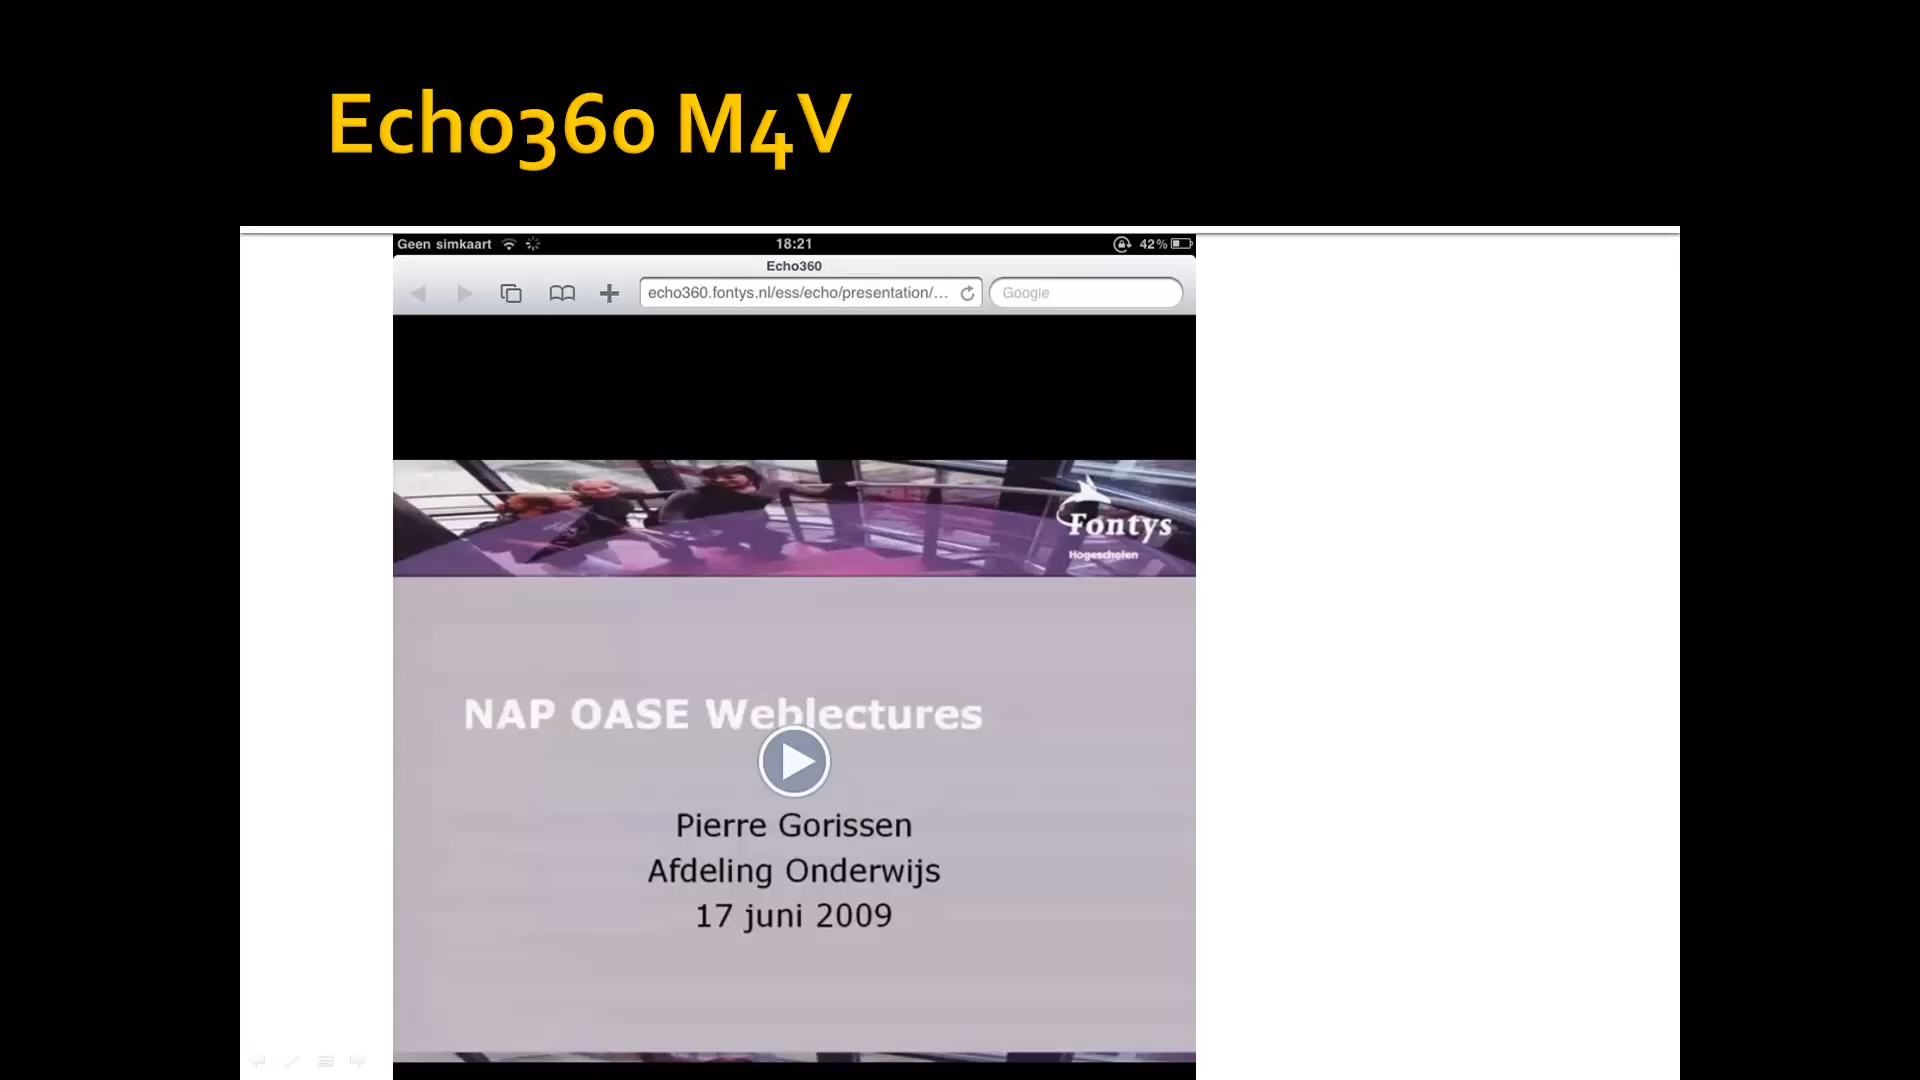 Echo360 M4V
Geen simkaart
18:21
42%
Echo360
echo360.fontys.nl/ess/echo/presentation/...
Google
Fontys
Hogescholen
NAP OASE Weblectures
Pierre Gorissen
Afdeling Onderwijs
17 juni 2009